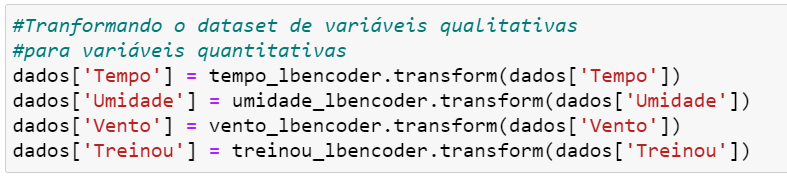 #Tranformando o dataset de variáveis qualitativas
#para variáveis quantitativas
dados['Tempo'] = tempo_lbencoder.transform(dados['Tempo'])
dados['Umidade'] = umidade_lbencoder.transform(dados['Umidade'])
dados['Vento'] = vento_lbencoder.transform(dados['Vento'])
dados['Treinou'] = treinou_lbencoder.transform(dados['Treinou'])